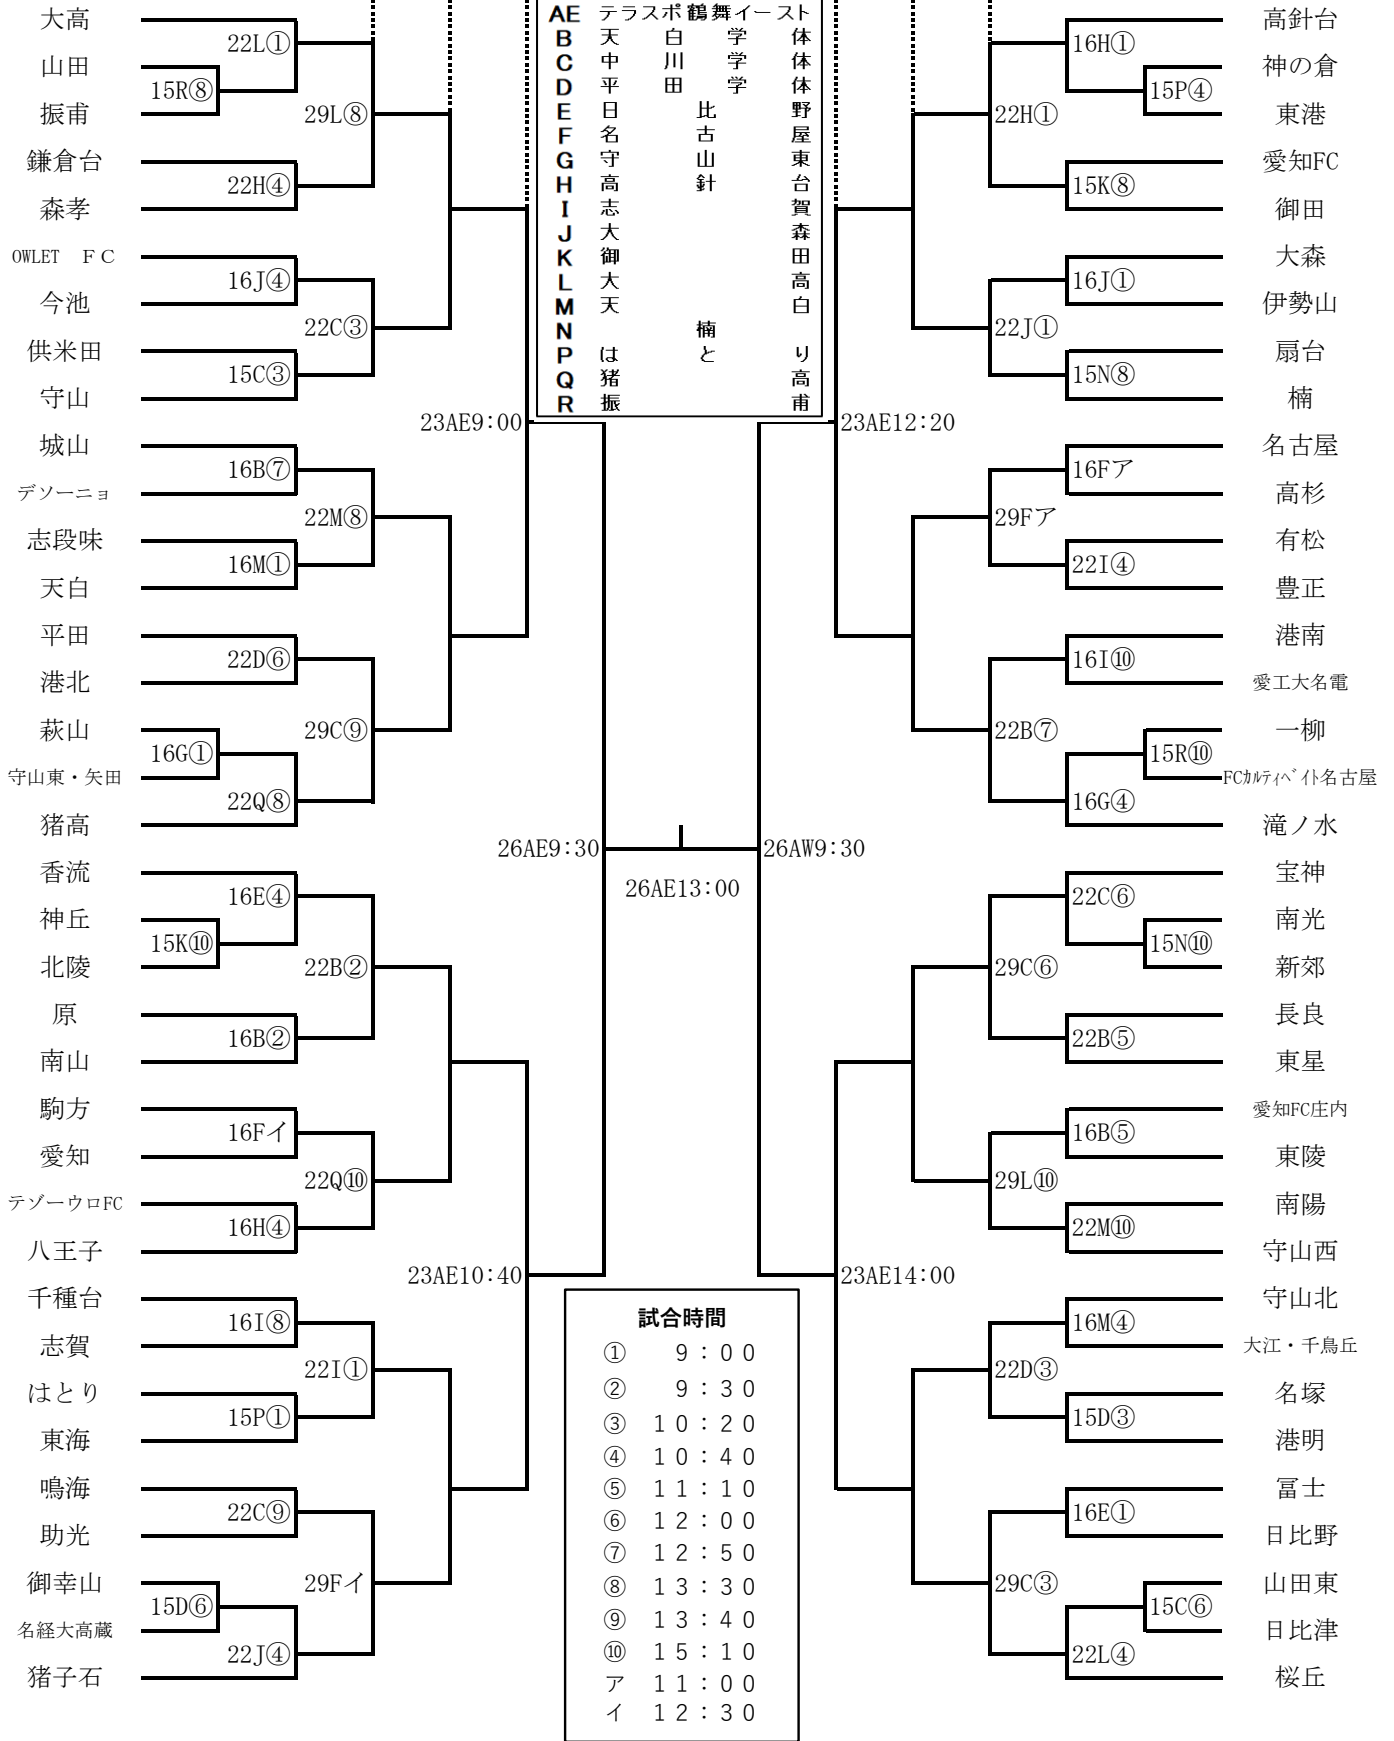 大高
山田
振甫
鎌倉台
森孝
OWLET ＦＣ
今池
供米田
守山
城山
デソーニョ
志段味
天白
平田
港北
萩山
守山東・矢田
猪高
香流
神丘
北陵
原
南山
駒方
愛知
テゾーウロFC
八王子
千種台
志賀
はとり
東海
鳴海
助光
御幸山
名経大高蔵
猪子石
22L①
15R⑧
29L⑧
22H④
16J④
22C③
15C③
23AE9:00
16B⑦
22M⑧
16M①
22D⑥
29C⑨
16G①
22Q⑧
26AE9:30
16E④
15K⑩
22B②
16B②
16Fイ
22Q⑩
16H④
23AE10:40
16I⑧
22I①
15P①
22C⑨
29Fイ
15D⑥
22J④
AE テラスポ鶴舞イースト
B 天白学体
C 中川学体
D 平田学体
E 日比野
F 名古屋
G 守山東
H 高針台
I 志賀
J 大森
K 御田
L 大高
M 天白
N 楠
P はとり
Q 猪高
R 振甫
26AE13:00
試合時間
① 9：00
② 9：30
③ 10：20
④ 10：40
⑤ 11：10
⑥ 12：00
⑦ 12：50
⑧ 13：30
⑨ 13：40
⑩ 15：10
ア 11：00
イ 12：30
16H①
15P④
22H①
15K⑧
16J①
22J①
15N⑧
23AE12:20
16Fア
29Fア
22I④
16I⑩
22B⑦
15R⑩
16G④
26AW9:30
22C⑥
15N⑩
29C⑥
22B⑤
16B⑤
29L⑩
22M⑩
23AE14:00
16M④
22D③
15D③
16E①
29C③
15C⑥
22L④
高針台
神の倉
東港
愛知FC
御田
大森
伊勢山
扇台
楠
名古屋
高杉
有松
豊正
港南
愛工大名電
一柳
FCｶﾙﾃｨﾍﾞｲﾄ名古屋
滝ノ水
宝神
南光
新郊
長良
東星
愛知FC庄内
東陵
南陽
守山西
守山北
大江・千鳥丘
名塚
港明
冨士
日比野
山田東
日比津
桜丘